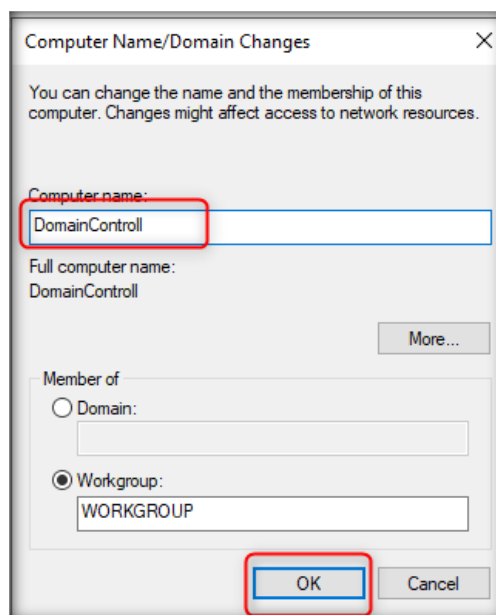 Computer Name/Domain Changes
You can change the name and the membership of this
computer. Changes might affect access to network resources.
Computer name:
DomainControll
Full computer name:
DomainControll
More...
Member of
Domain:
Workgroup:
WORKGROUP
OK
Cancel